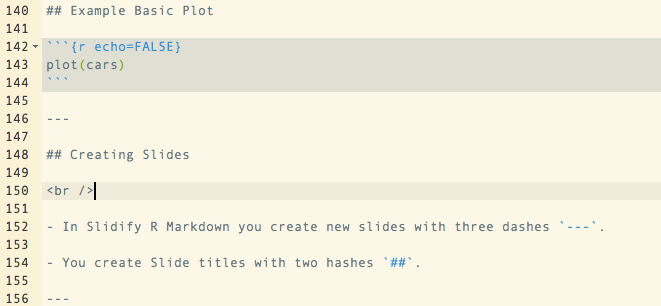 140 ## Example Basic Plot
141
142 ```{r echo=FALSE}
143 plot(cars)
144 ```
145
146 ---
147
148 ## Creating Slides
149
150 <br />
151
152 - In Slidify R Markdown you create new slides with three dashes `---`.
153
154 - You create Slide titles with two hashes `##`.
155
156 ---